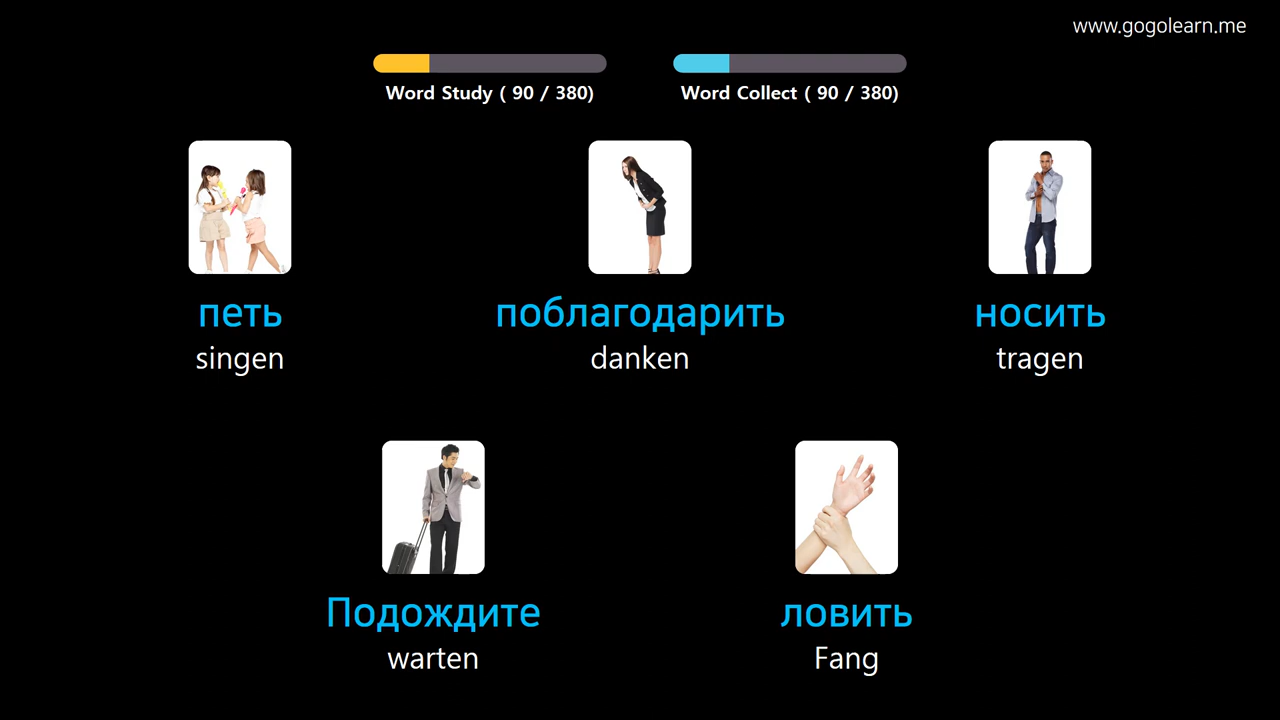 www.gogolearn.me
Word Study ( 90 / 380)
Word Collect ( 90 / 380)
петь
singen
поблагодарить
danken
носить
tragen
Подождите
warten
ловить
Fang